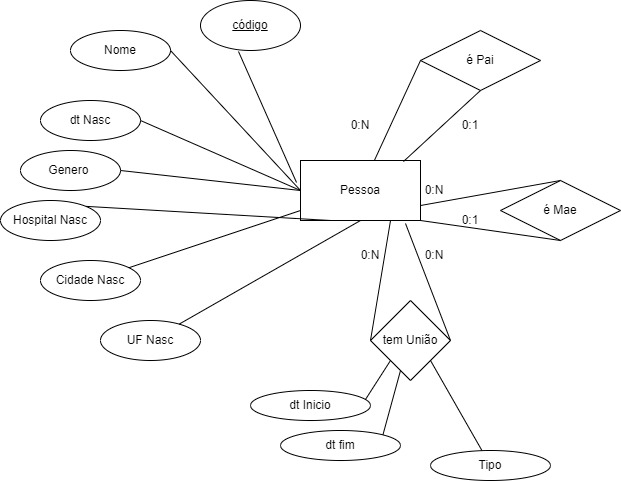 código
Nome
é Pai
dt Nasc
0:N
0:1
Genero
Pessoa
0:N
Hospital Nasc
0:1
é Mae
0:N
0:N
Cidade Nasc
UF Nasc
tem União
dt Inicio
dt fim
Tipo